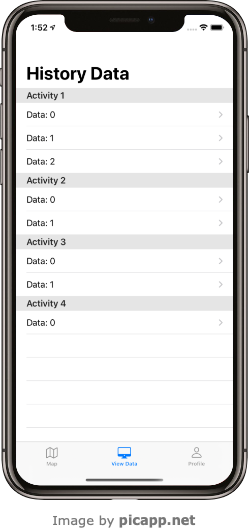 1:52
History Data
Activity 1
Data: 0
Data: 1
Data: 2
Activity 2
Data: 0
Data: 1
Activity 3
Data: 0
Data: 1
Activity 4
Data: 0
Map View Data Profile
Image by picapp.net